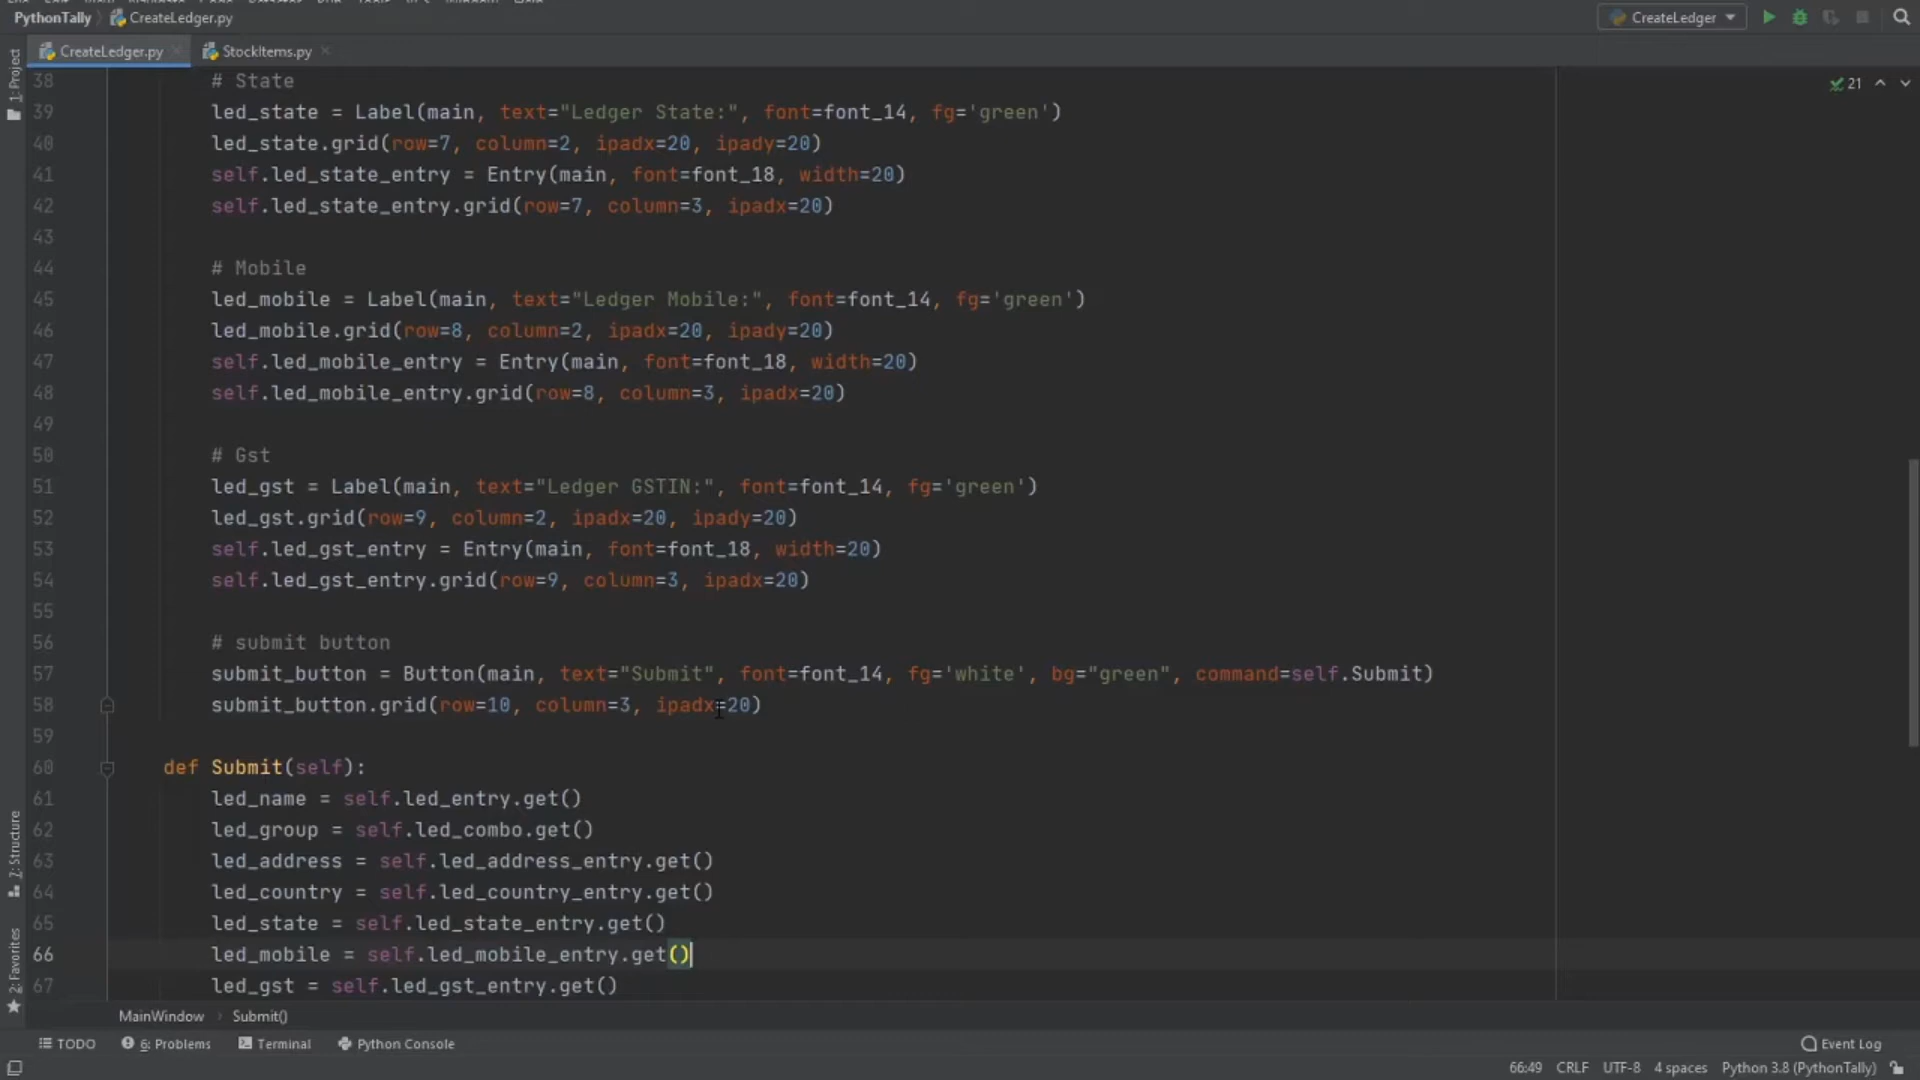 PythonTally › CreateLedger.py
CreateLedger
CreateLedger.py
StockItems.py
1: Project
21
38 # State
39 led_state = Label(main, text="Ledger State:", font=font_14, fg='green')
40 led_state.grid(row=7, column=2, ipadx=20, ipady=20)
41 self.led_state_entry = Entry(main, font=font_18, width=20)
42 self.led_state_entry.grid(row=7, column=3, ipadx=20)
43
44 # Mobile
45 led_mobile = Label(main, text="Ledger Mobile:", font=font_14, fg='green')
46 led_mobile.grid(row=8, column=2, ipadx=20, ipady=20)
47 self.led_mobile_entry = Entry(main, font=font_18, width=20)
48 self.led_mobile_entry.grid(row=8, column=3, ipadx=20)
49
50 # Gst
51 led_gst = Label(main, text="Ledger GSTIN:", font=font_14, fg='green')
52 led_gst.grid(row=9, column=2, ipadx=20, ipady=20)
53 self.led_gst_entry = Entry(main, font=font_18, width=20)
54 self.led_gst_entry.grid(row=9, column=3, ipadx=20)
55
56 # submit button
57 submit_button = Button(main, text="Submit", font=font_14, fg='white', bg="green", command=self.Submit)
58 submit_button.grid(row=10, column=3, ipadx=20)
59
60 def Submit(self):
61 led_name = self.led_entry.get()
62 led_group = self.led_combo.get()
63 led_address = self.led_address_entry.get()
64 led_country = self.led_country_entry.get()
65 led_state = self.led_state_entry.get()
66 led_mobile = self.led_mobile_entry.get()
67 led_gst = self.led_gst_entry.get()
7: Structure
2: Favorites
MainWindow › Submit()
TODO
6: Problems
Terminal
Python Console
Event Log
66:49 CRLF UTF-8 4 spaces Python 3.8 (PythonTally)